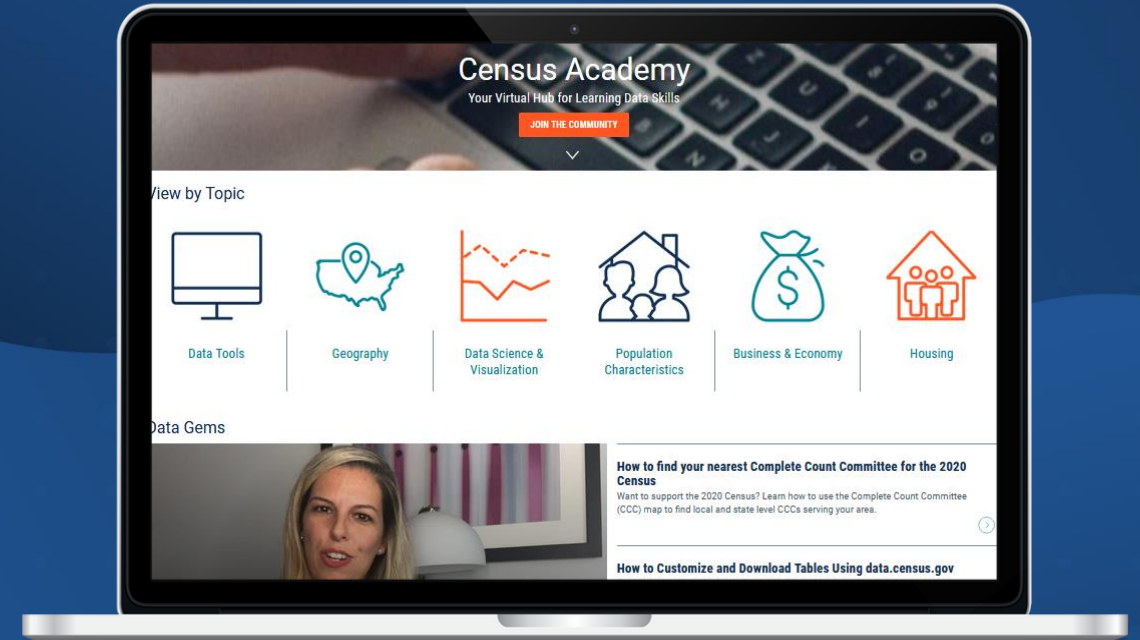 Census Academy
Your Virtual Hub for Learning Data Skills
JOIN THE COMMUNITY
View by Topic
Data Tools
Geography
Data Science &
Visualization
Population
Characteristics
Business & Economy
Housing
Data Gems
How to find your nearest Complete Count Committee for the 2020
Census
Want to support the 2020 Census? Learn how to use the Complete Count Committee
(CCC) map to find local and state level CCCs serving your area.
How to Customize and Download Tables Using data.census.gov